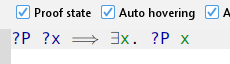 Proof state Auto hovering A
?P ?x ⟹ ∃x. ?P x